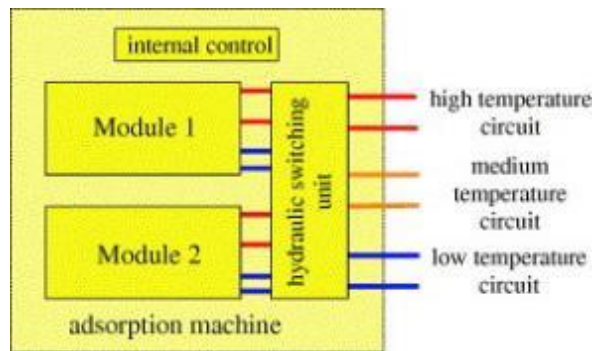 internal control
Module 1
Module 2
hydraulic switching
unit
adsorption machine
high temperature
circuit
medium
temperature
circuit
low temperature
circuit